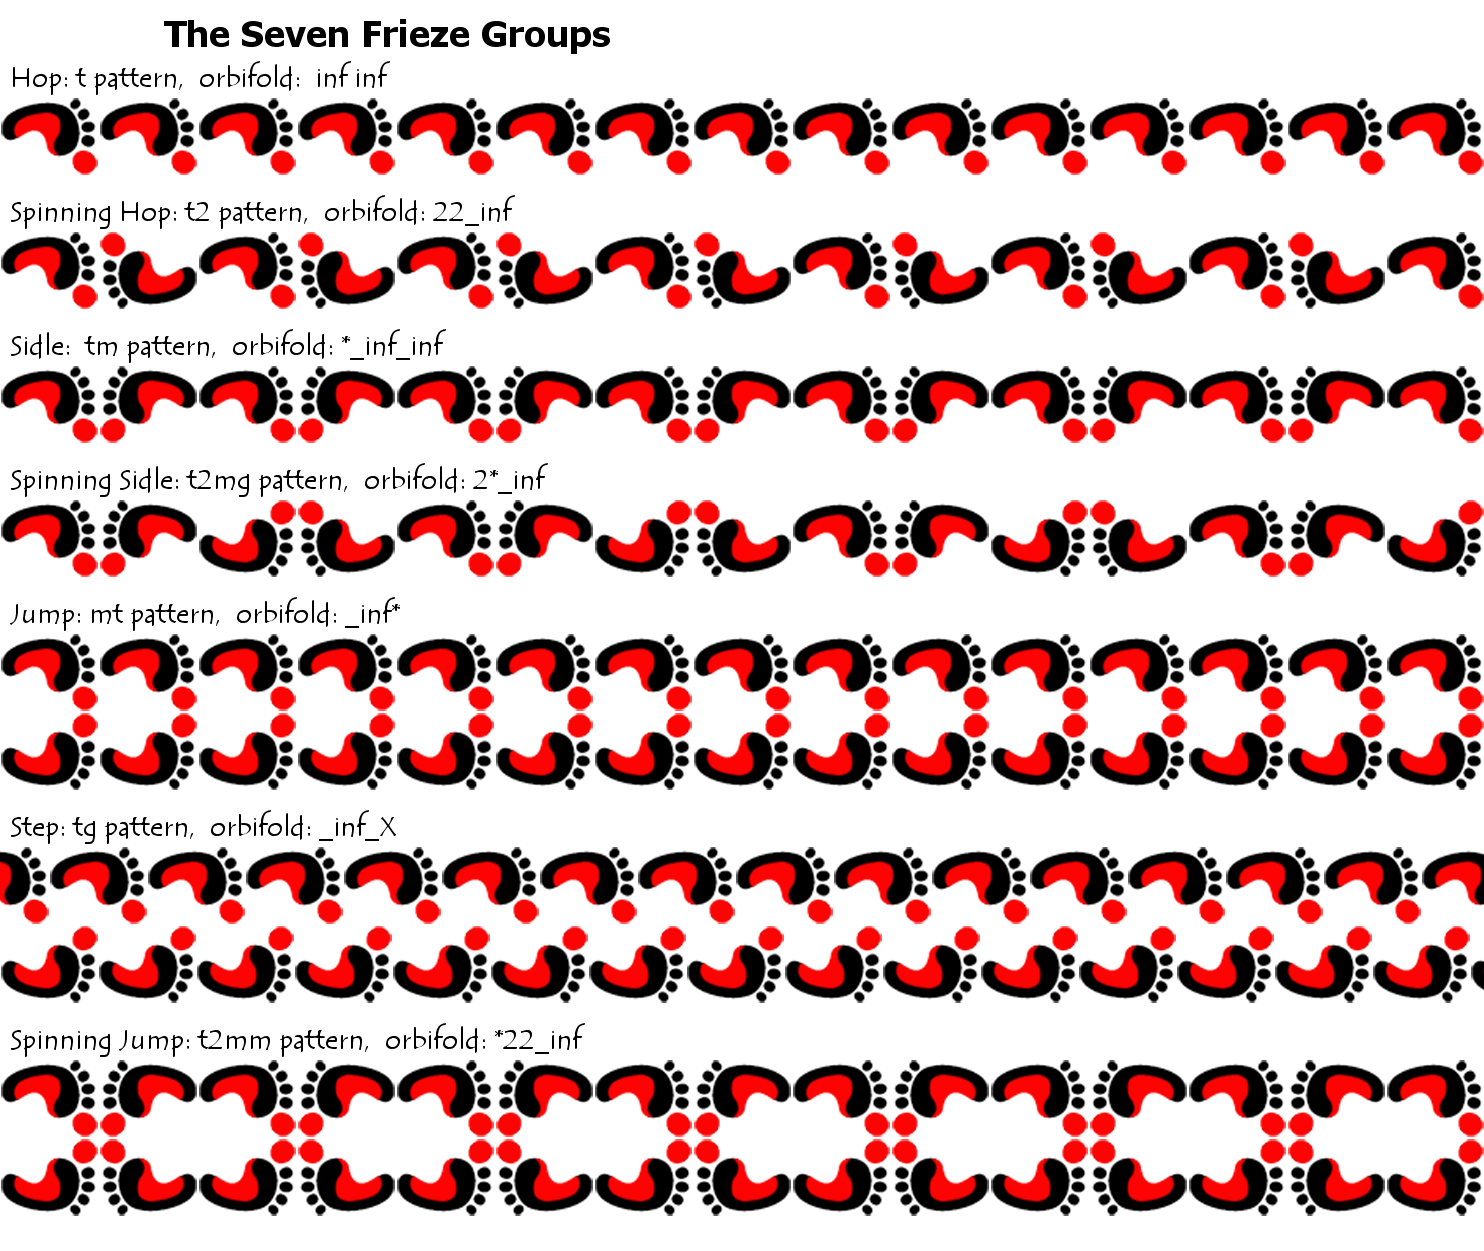 The Seven Frieze Groups
Hop: t pattern, orbifold: inf inf
Spinning Hop: t2 pattern, orbifold: 22_inf
Sidle: tm pattern, orbifold: *_inf_inf
Spinning Sidle: t2mg pattern, orbifold: 2*_inf
Jump: mt pattern, orbifold: _inf*
Step: tg pattern, orbifold: _inf_X
Spinning Jump: t2mm pattern, orbifold: *22_inf